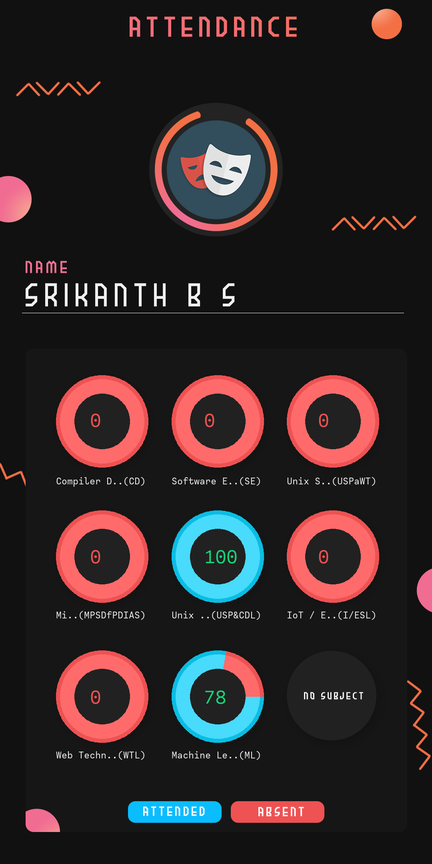 ATTENDANCE
NAME
SRIKANTH B S
0 0 0
Compiler D..(CD) Software E..(SE) Unix S..(USPaWT)
0 100 0
Mi..(MPSDfPDIAS) Unix ..(USP&CDL) IoT / E..(I/ESL)
0 78 NO SUBJECT
Web Techn..(WTL) Machine Le..(ML)
ATTENDED ABSENT